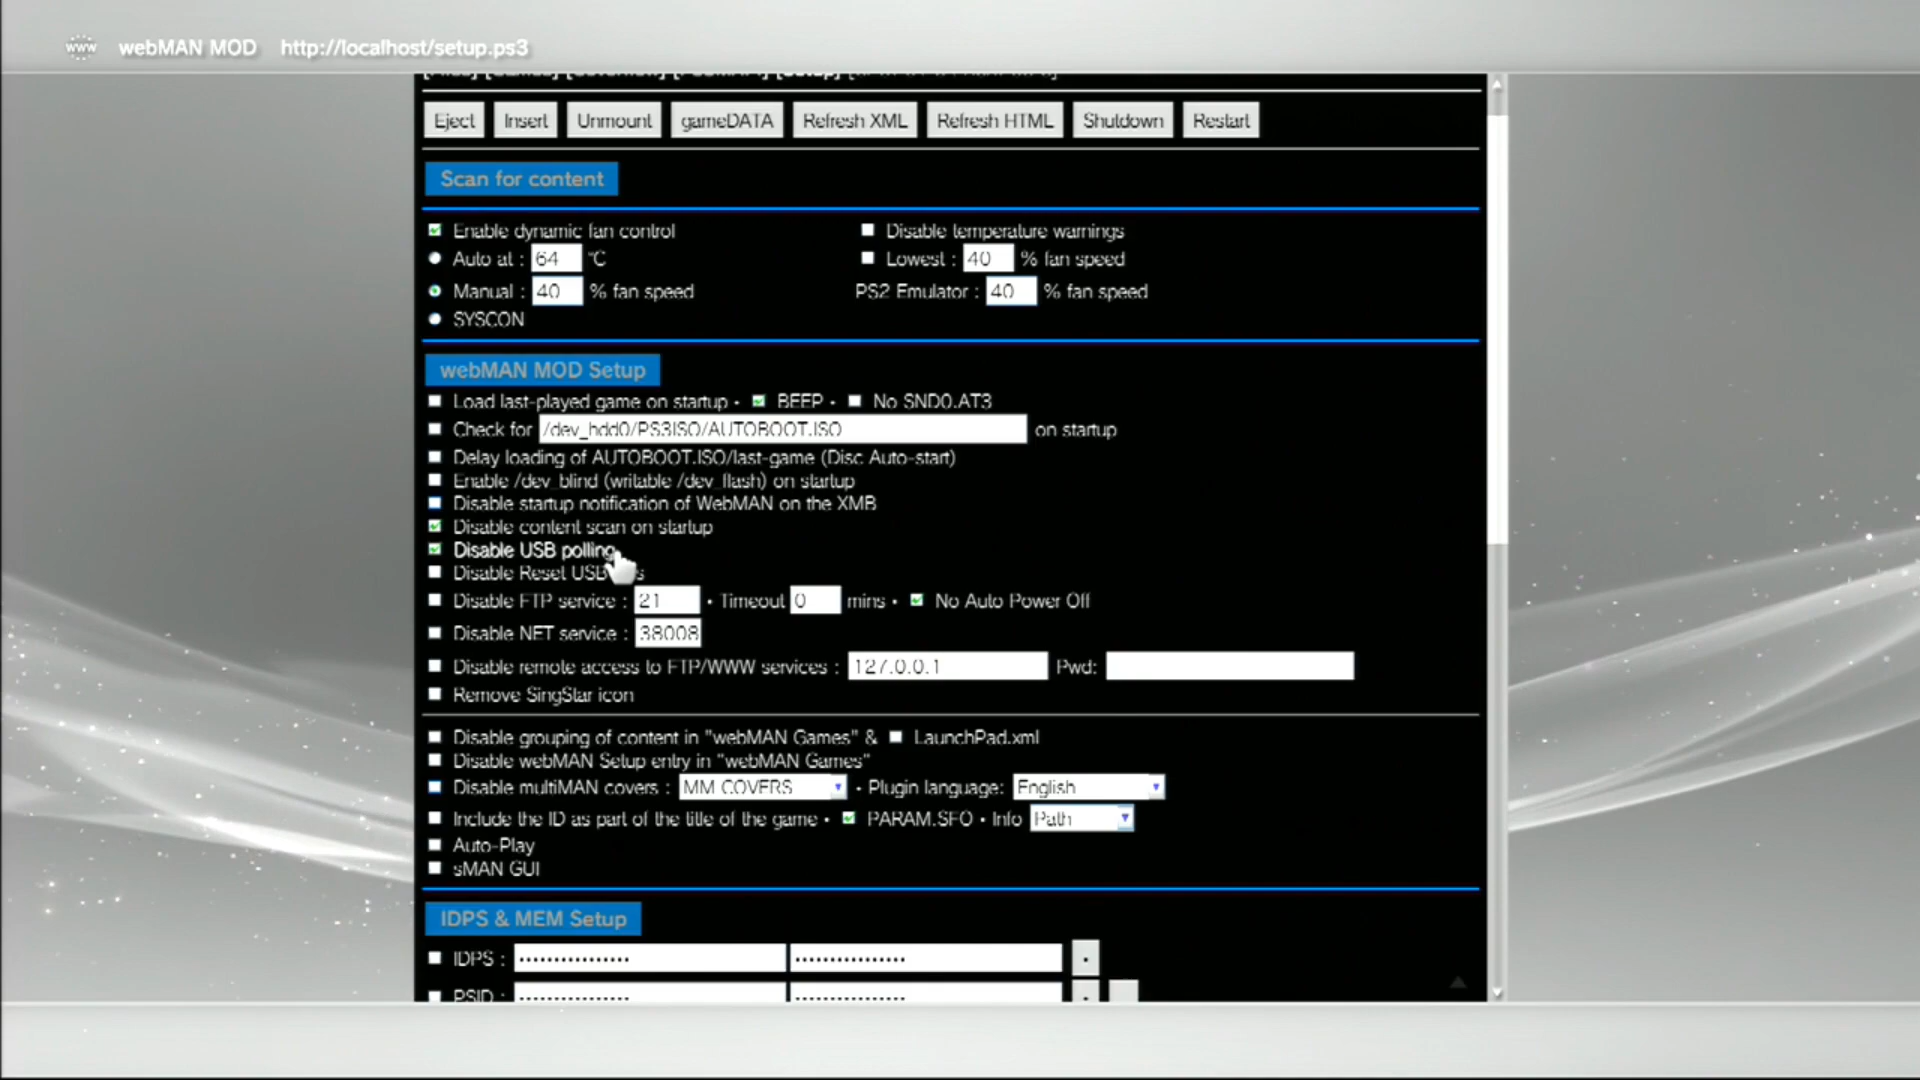 webMAN MOD http://localhost/setup.ps3
Eject Insert Unmount gameDATA Refresh XML Refresh HTML Shutdown Restart
Scan for content
Enable dynamic fan control Disable temperature warnings
Auto at : 64 °C Lowest : 40 % fan speed
Manual : 40 % fan speed PS2 Emulator : 40 % fan speed
SYSCON
webMAN MOD Setup
Load last-played game on startup • BEEP • No SND0.AT3
Check for /dev_hdd0/PS3ISO/AUTOBOOT.ISO on startup
Delay loading of AUTOBOOT.ISO/last-game (Disc Auto-start)
Enable /dev_blind (writable /dev_flash) on startup
Disable startup notification of WebMAN on the XMB
Disable content scan on startup
Disable USB polling
Disable Reset USB
Disable FTP service : 21 • Timeout 0 mins • No Auto Power Off
Disable NET service : 38008
Disable remote access to FTP/WWW services : 127.0.0.1 Pwd:
Remove SingStar icon
Disable grouping of content in "webMAN Games" & LaunchPad.xml
Disable webMAN Setup entry in "webMAN Games"
Disable multiMAN covers : MM COVERS • Plugin language: English
Include the ID as part of the title of the game • PARAM.SFO • Info Path
Auto-Play
sMAN GUI
IDPS & MEM Setup
IDPS : •••••••••••••••• ••••••••••••••••  •
PSID : •••••••••••••••• ••••••••••••••••  •